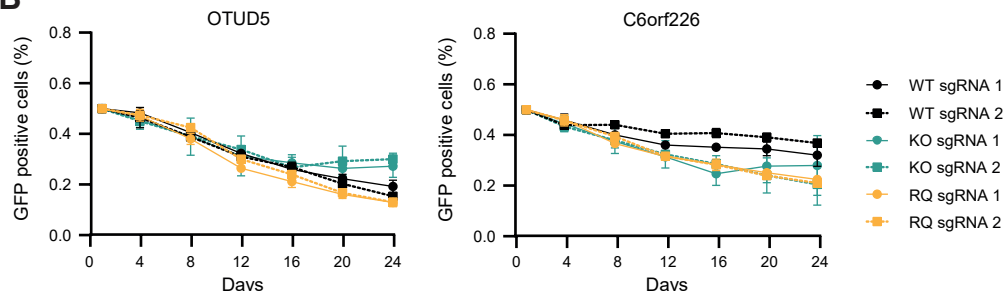 B
OTUD5
GFP positive cells (%)
0.8
0.6
0.4
0.2
0.0
0 4 8 12 16 20 24
Days
C6orf226
GFP positive cells (%)
0.8
0.6
0.4
0.2
0.0
0 4 8 12 16 20 24
Days
WT sgRNA 1
WT sgRNA 2
KO sgRNA 1
KO sgRNA 2
RQ sgRNA 1
RQ sgRNA 2